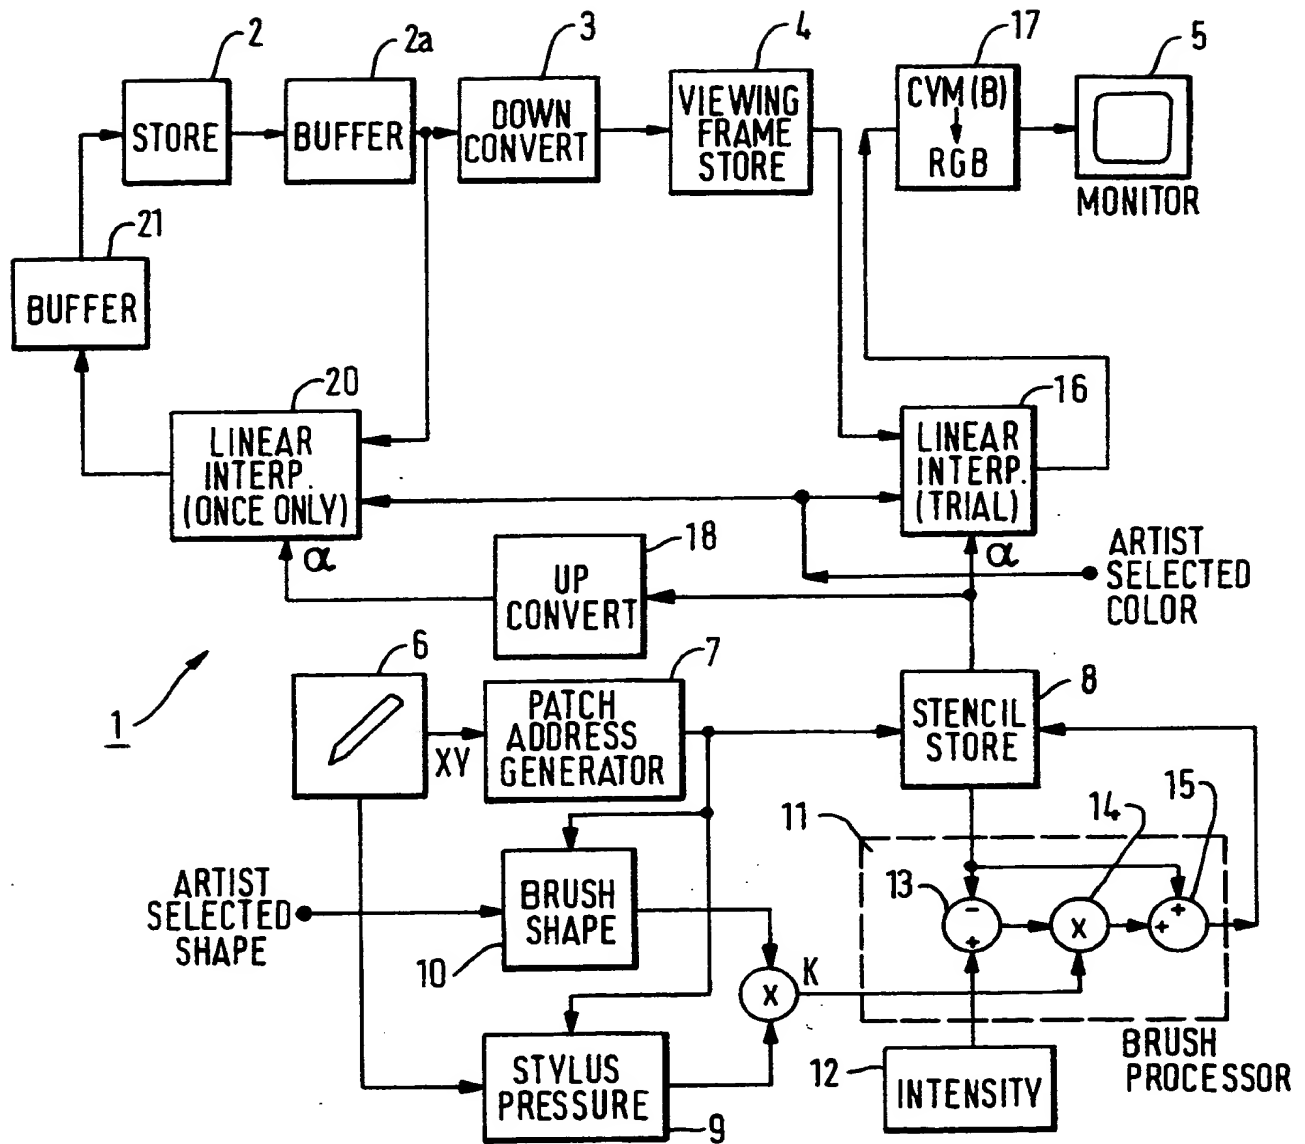 2
2a
3
4
17
5
STORE
BUFFER
DOWN
CONVERT
VIEWING
FRAME
STORE
CYM (B)
RGB
MONITOR
21
BUFFER
20
LINEAR
INTERP.
(ONCE ONLY)
α
16
LINEAR
INTERP.
(TRIAL)
α
18
UP
CONVERT
ARTIST
SELECTED
COLOR
1
6
XY
7
PATCH
ADDRESS
GENERATOR
8
STENCIL
STORE
ARTIST
SELECTED
SHAPE
BRUSH
SHAPE
10
X
K
11
13
-
+
14
X
15
+
+
BRUSH
PROCESSOR
STYLUS
PRESSURE
9
12
INTENSITY